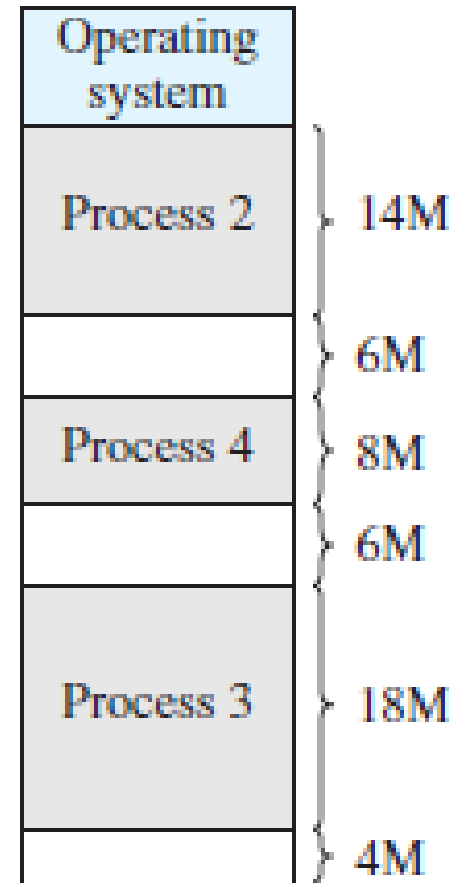 Operating
system
Process 2
14M
6M
Process 4
8M
6M
Process 3
18M
4M